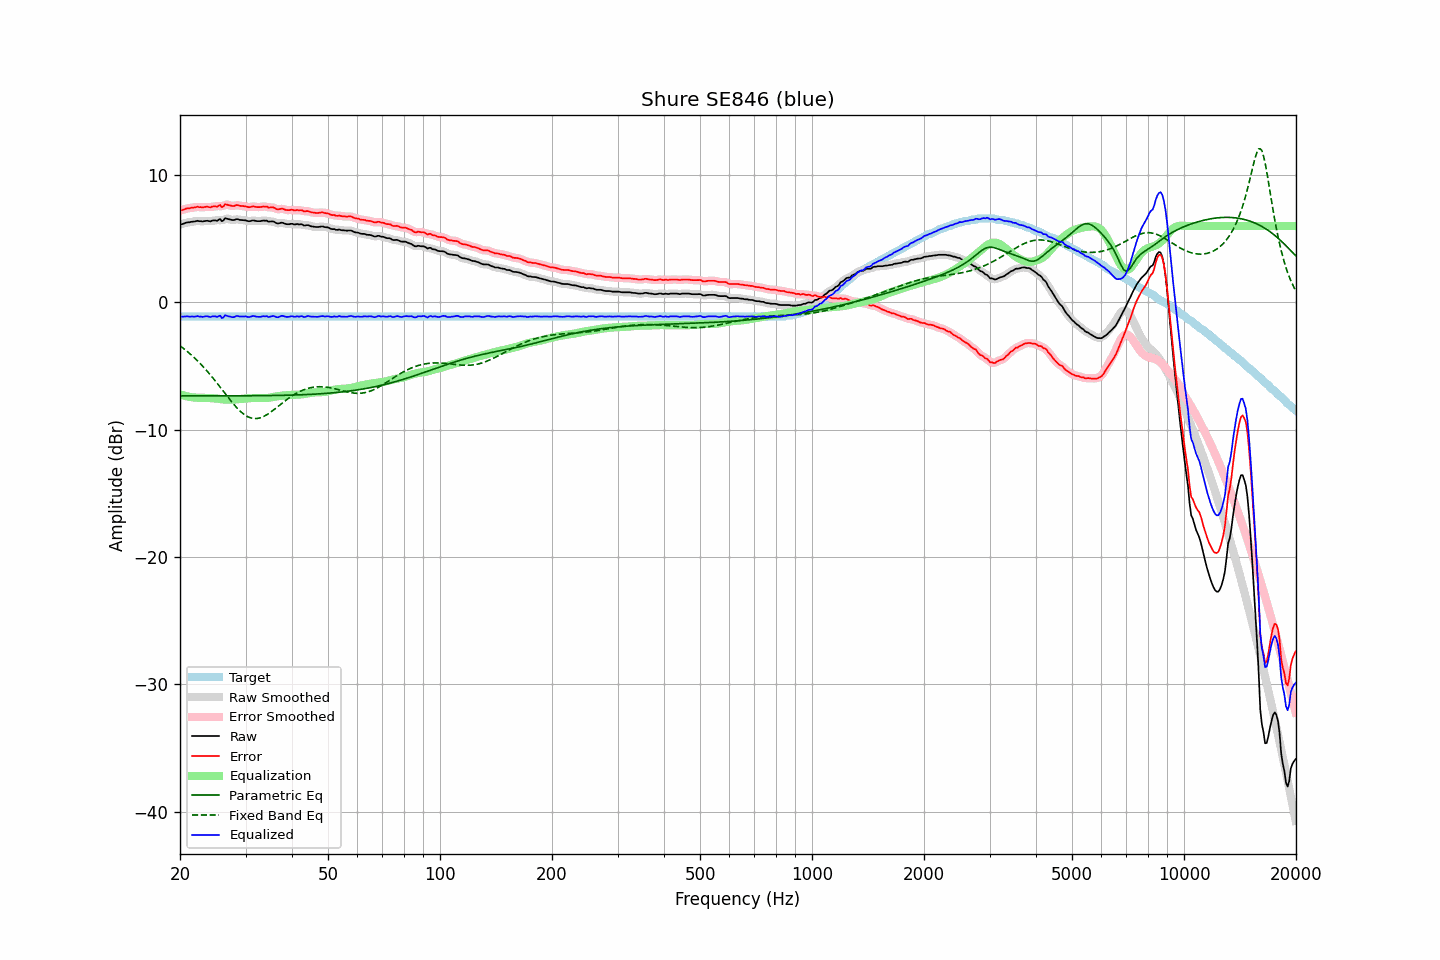 Shure SE846 (blue)
Amplitude (dBr)
10
0
−10
−20
−30
−40
Target
Raw Smoothed
Error Smoothed
Raw
Error
Equalization
Parametric Eq
Fixed Band Eq
Equalized
20 50 100 200 500 1000 2000 5000 10000 20000
Frequency (Hz)